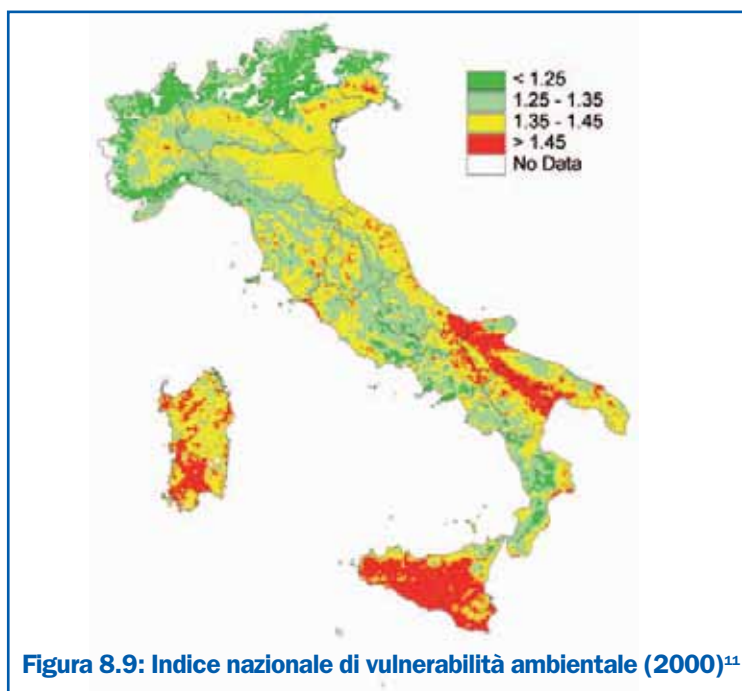 < 1.25
1.25 - 1.35
1.35 - 1.45
> 1.45
No Data
Figura 8.9: Indice nazionale di vulnerabilità ambientale (2000)¹¹